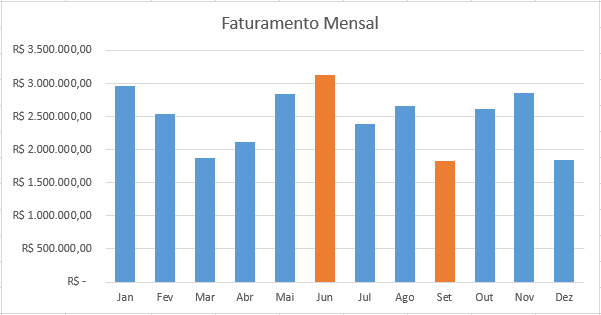 Faturamento Mensal
R$ 3.500.000,00
R$ 3.000.000,00
R$ 2.500.000,00
R$ 2.000.000,00
R$ 1.500.000,00
R$ 1.000.000,00
R$ 500.000,00
R$ -
Jan Fev Mar Abr Mai Jun Jul Ago Set Out Nov Dez